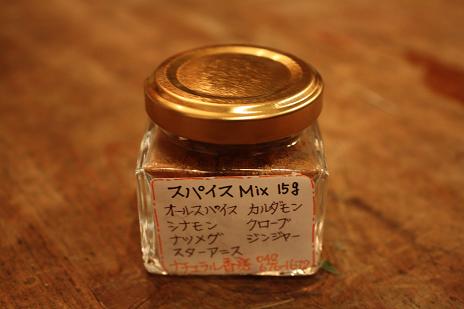 スパイスMix 15g
オールスパイス カルダモン
シナモン クローブ
ナツメグ ジンジャー
スターアニス
ナチュラル香房